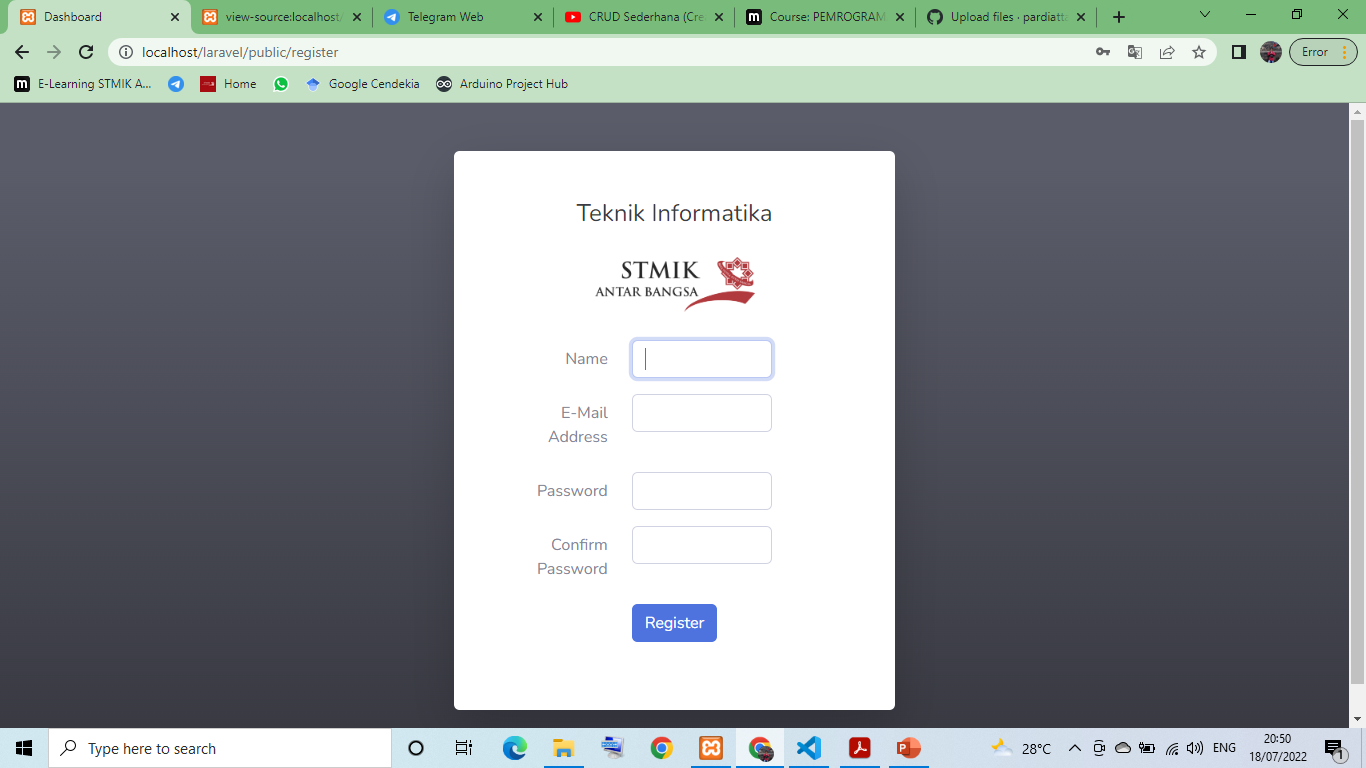 Dashboard
view-source:localhost/
Telegram Web
CRUD Sederhana (Cre
Course: PEMROGRAM
Upload files · pardiatta
localhost/laravel/public/register
Error
E-Learning STMIK A...
Home
Google Cendekia
Arduino Project Hub
Teknik Informatika
STMIK
ANTAR BANGSA
Name
E-Mail
Address
Password
Confirm
Password
Register
Type here to search
28°C
ENG
20:50
18/07/2022
1